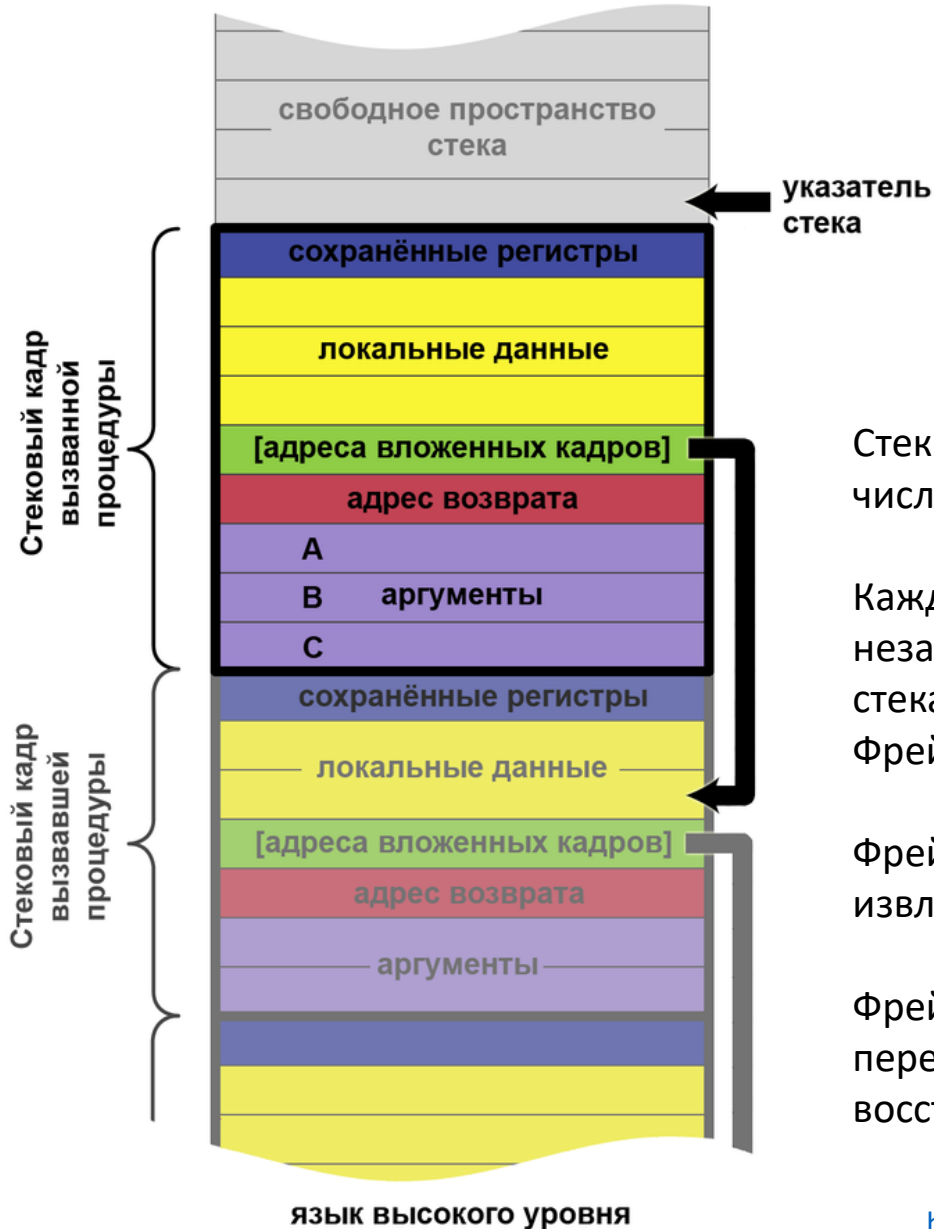 свободное пространство
стека
указатель
стека
Стековый кадр
вызванной
процедуры
сохранённые регистры
локальные данные
[адреса вложенных кадров]
адрес возврата
A
B аргументы
C
Стековый кадр
вызвавшей
процедуры
сохранённые регистры
локальные данные
[адреса вложенных кадров]
адрес возврата
аргументы
язык высокого уровня
Стек
числ
Кажд
неза
стека
Фрей
Фрей
извл
Фрей
пере
восст
h